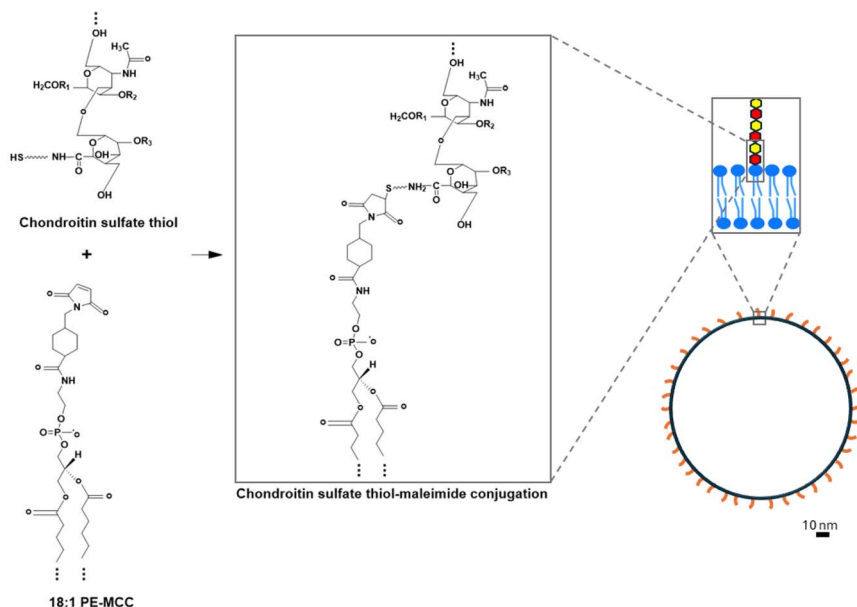 OH
H₃C
O
O
NH
H₂COR₁
O
OR₂
O
O
OR₃
HS
NH
C
OH
O
OH
Chondroitin sulfate thiol
+
O
N
O
O
NH
O
O=P
O
O
H
O
O
O
O
18:1 PE-MCC
OH
H₃C
O
O
NH
H₂COR₁
O
OR₂
O
O
OR₃
S
NH₂
C
OH
O
O
N
O
OH
O
NH
O
O=P
O
O
H
O
O
O
O
Chondroitin sulfate thiol-maleimide conjugation
10 nm